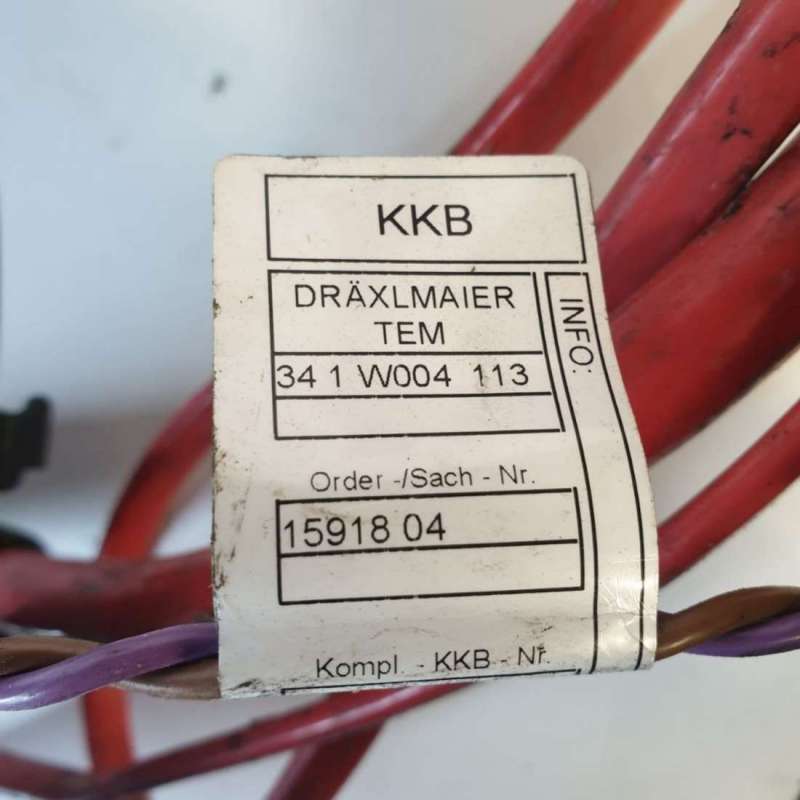 KKB
DRÄXLMAIER
TEM
34 1 W004 113
INFO:
Order -/Sach - Nr.
15918 04
Kompl. - KKB - Nr.